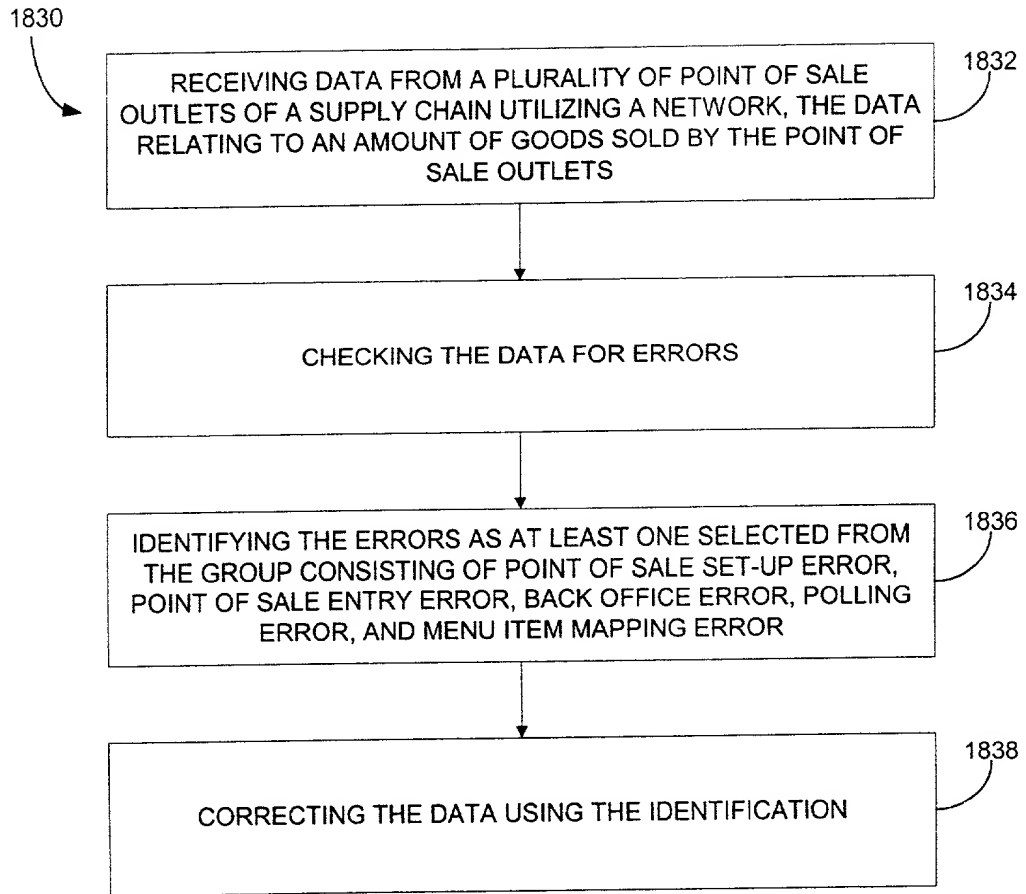 1830
1832
RECEIVING DATA FROM A PLURALITY OF POINT OF SALE
OUTLETS OF A SUPPLY CHAIN UTILIZING A NETWORK, THE DATA
RELATING TO AN AMOUNT OF GOODS SOLD BY THE POINT OF
SALE OUTLETS
1834
CHECKING THE DATA FOR ERRORS
1836
IDENTIFYING THE ERRORS AS AT LEAST ONE SELECTED FROM
THE GROUP CONSISTING OF POINT OF SALE SET-UP ERROR,
POINT OF SALE ENTRY ERROR, BACK OFFICE ERROR, POLLING
ERROR, AND MENU ITEM MAPPING ERROR
1838
CORRECTING THE DATA USING THE IDENTIFICATION